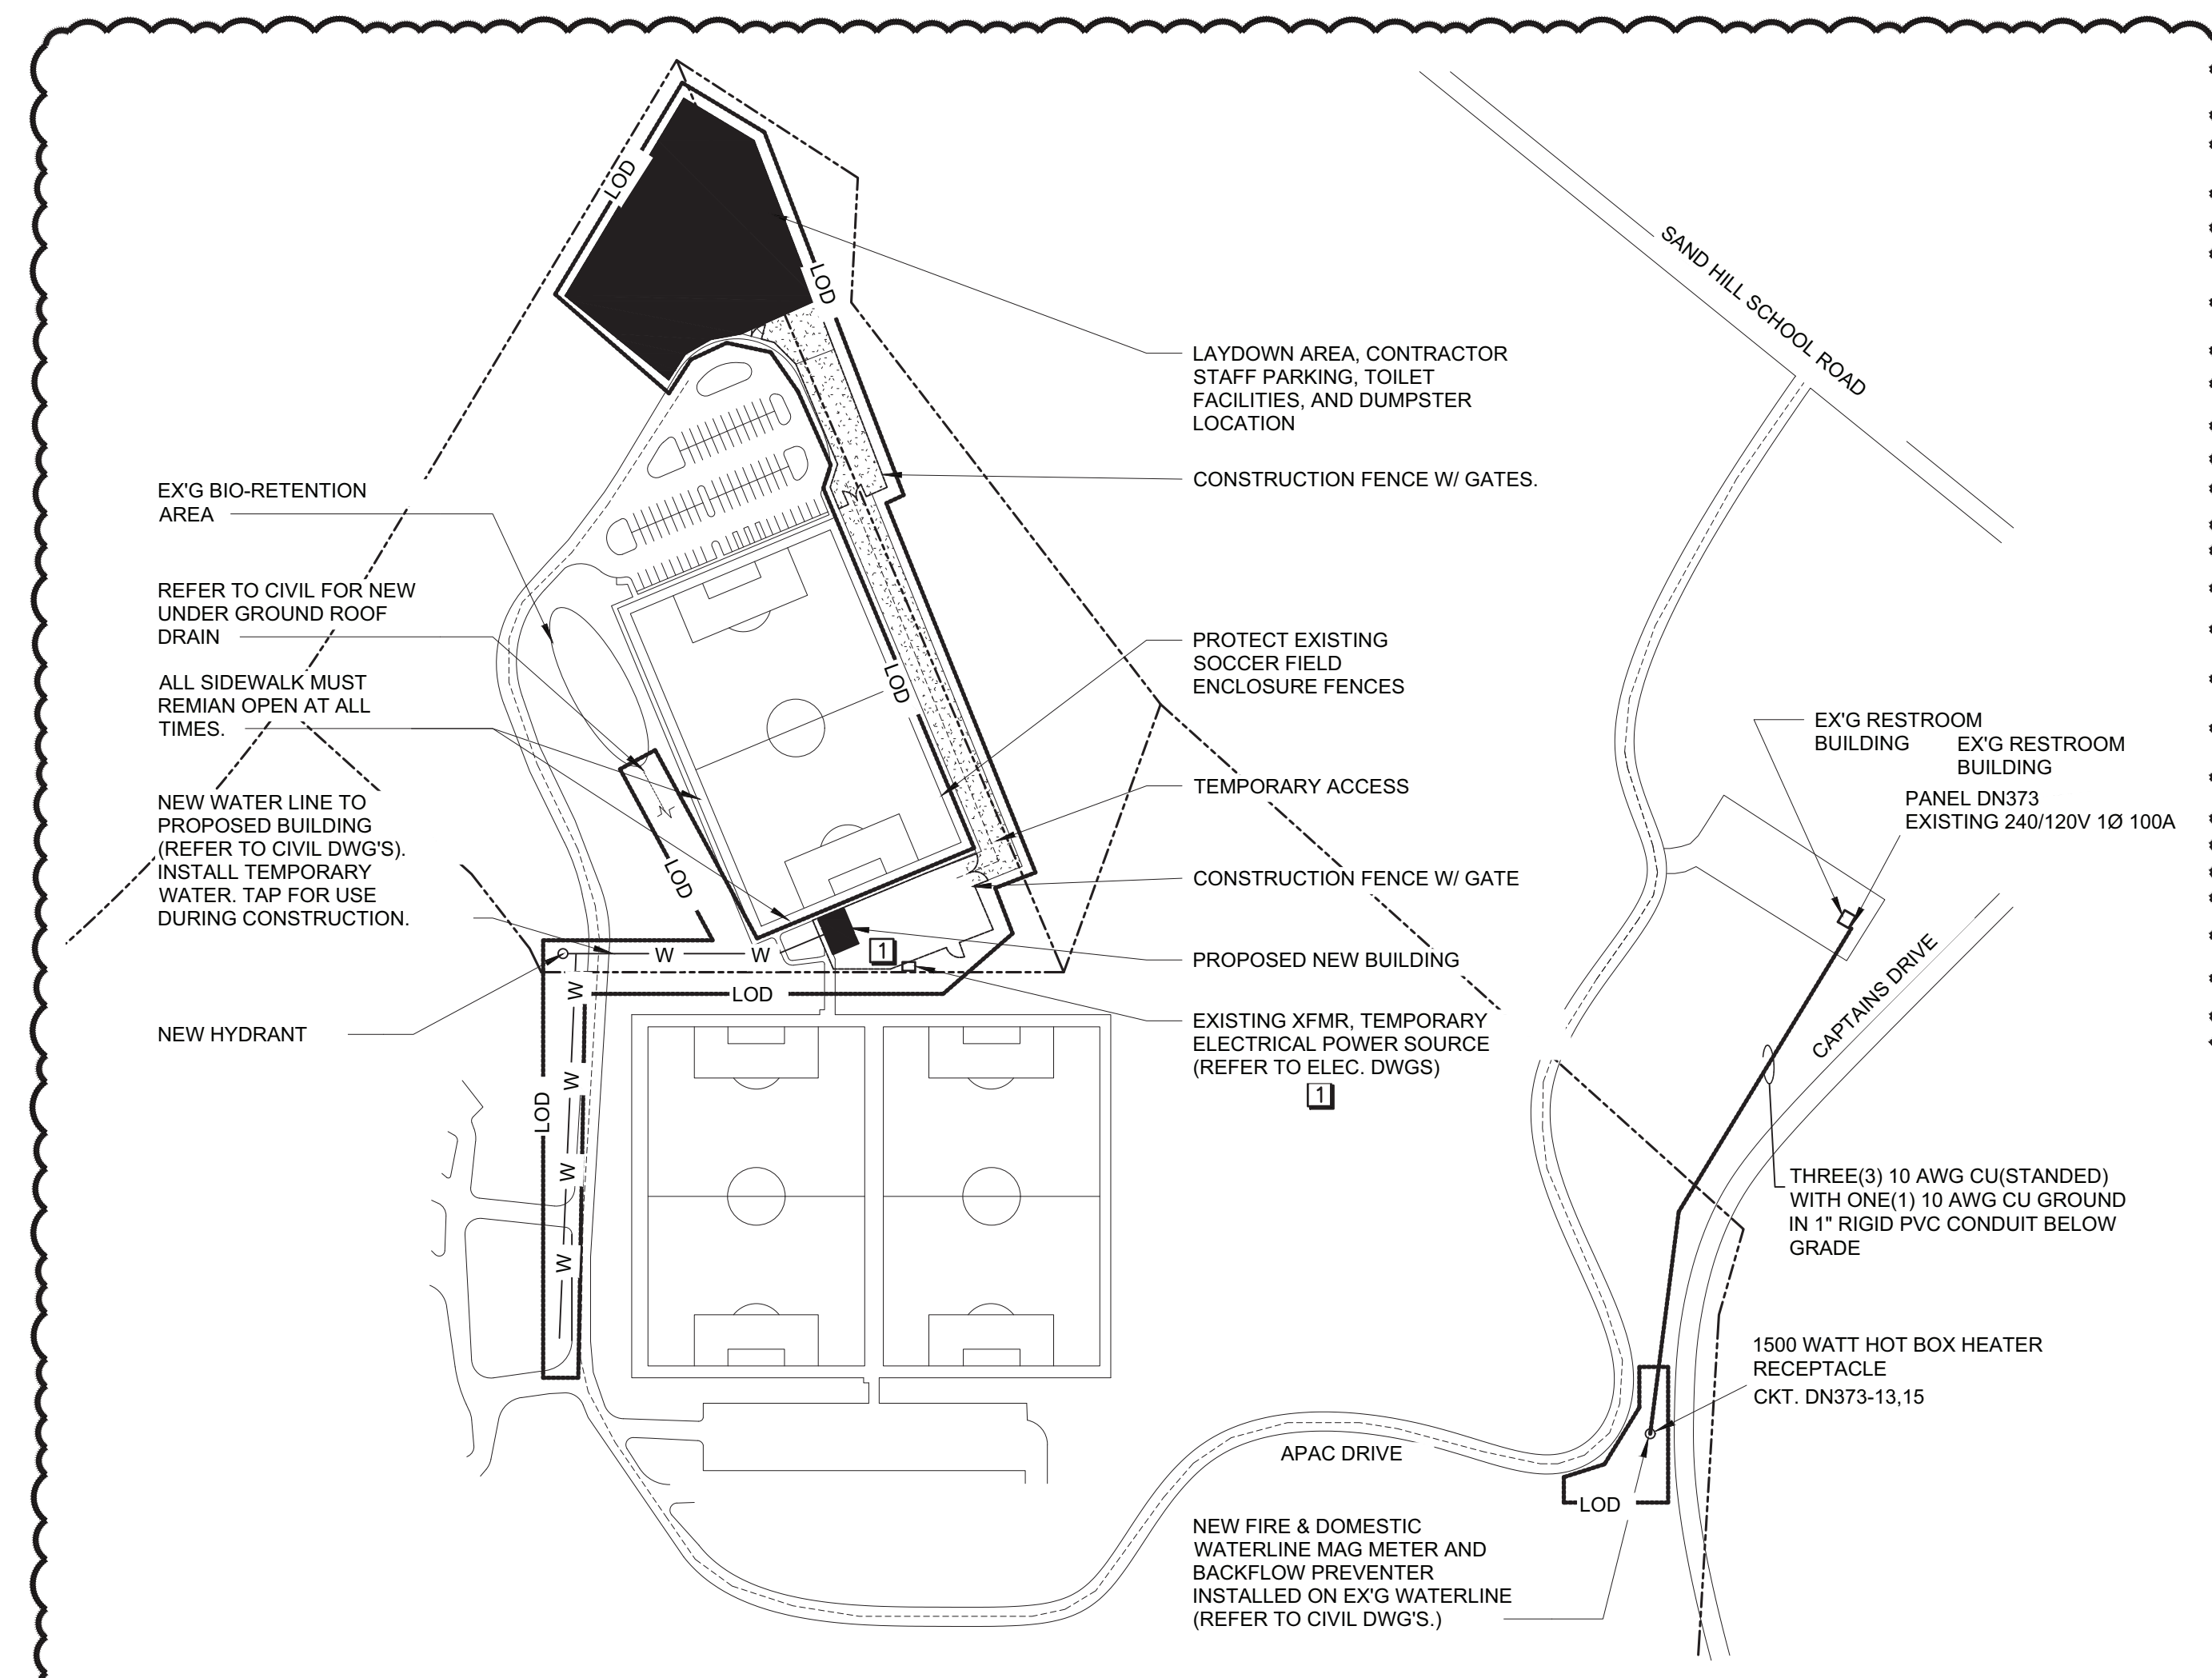 LOD
LOD
SAND HILL SCHOOL ROAD
LAYDOWN AREA, CONTRACTOR
STAFF PARKING, TOILET
FACILITIES, AND DUMPSTER
LOCATION
CONSTRUCTION FENCE W/ GATES.
EX'G BIO-RETENTION
AREA
REFER TO CIVIL FOR NEW
UNDER GROUND ROOF
DRAIN
ALL SIDEWALK MUST
REMIAN OPEN AT ALL
TIMES.
NEW WATER LINE TO
PROPOSED BUILDING
(REFER TO CIVIL DWG'S).
INSTALL TEMPORARY
WATER. TAP FOR USE
DURING CONSTRUCTION.
NEW HYDRANT
LOD
LOD
PROTECT EXISTING
SOCCER FIELD
ENCLOSURE FENCES
TEMPORARY ACCESS
CONSTRUCTION FENCE W/ GATE
PROPOSED NEW BUILDING
EXISTING XFMR, TEMPORARY
ELECTRICAL POWER SOURCE
(REFER TO ELEC. DWGS)
1
1
W
W
W
W
W
W
LOD
LOD
EX'G RESTROOM
BUILDING
EX'G RESTROOM
BUILDING
PANEL DN373
EXISTING 240/120V 1Ø 100A
CAPTAINS DRIVE
THREE(3) 10 AWG CU(STANDED)
WITH ONE(1) 10 AWG CU GROUND
IN 1" RIGID PVC CONDUIT BELOW
GRADE
1500 WATT HOT BOX HEATER
RECEPTACLE
CKT. DN373-13,15
APAC DRIVE
LOD
NEW FIRE & DOMESTIC
WATERLINE MAG METER AND
BACKFLOW PREVENTER
INSTALLED ON EX'G WATERLINE
(REFER TO CIVIL DWG'S.)